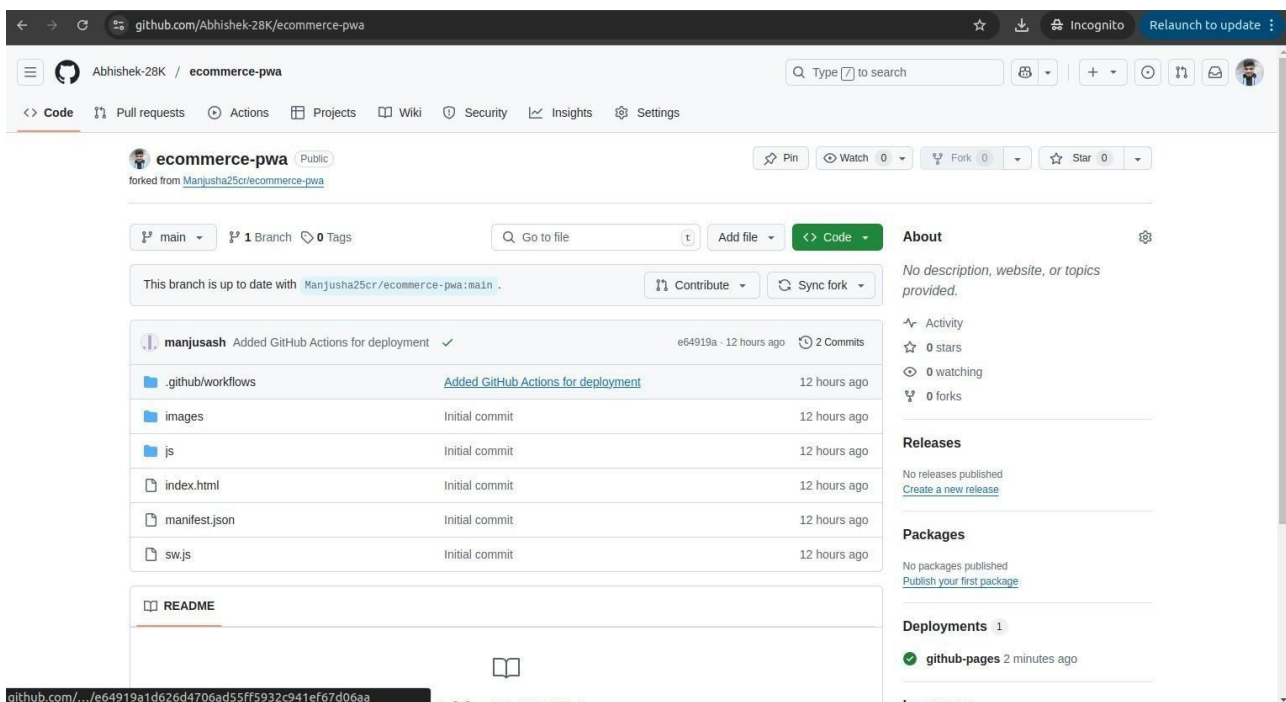 github.com/Abhishek-28K/ecommerce-pwa
Incognito
Relaunch to update
Abhishek-28K / ecommerce-pwa
Type / to search
<> Code Pull requests Actions Projects Wiki Security Insights Settings
ecommerce-pwa Public
Pin Watch 0 Fork 0 Star 0
forked from Manjusha25cr/ecommerce-pwa
main 1 Branch 0 Tags Go to file t Add file <> Code
This branch is up to date with Manjusha25cr/ecommerce-pwa:main . Contribute Sync fork
manjusash Added GitHub Actions for deployment e64919a · 12 hours ago 2 Commits
.github/workflows Added GitHub Actions for deployment 12 hours ago
images Initial commit 12 hours ago
js Initial commit 12 hours ago
index.html Initial commit 12 hours ago
manifest.json Initial commit 12 hours ago
sw.js Initial commit 12 hours ago
README
About
No description, website, or topics
provided.
Activity
0 stars
0 watching
0 forks
Releases
No releases published
Create a new release
Packages
No packages published
Publish your first package
Deployments 1
github-pages 2 minutes ago
github.com/.../e64919a1d626d4706ad55ff5932c941ef67d06aa